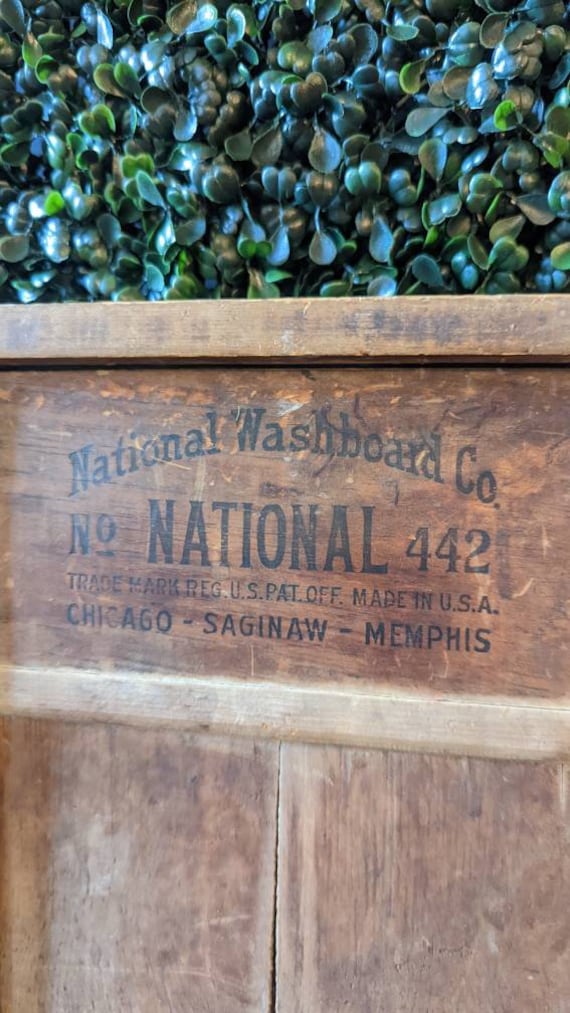 National Washboard Co.
No NATIONAL 442
TRADE MARK REG. U.S. PAT. OFF. MADE IN U.S.A.
CHICAGO - SAGINAW - MEMPHIS